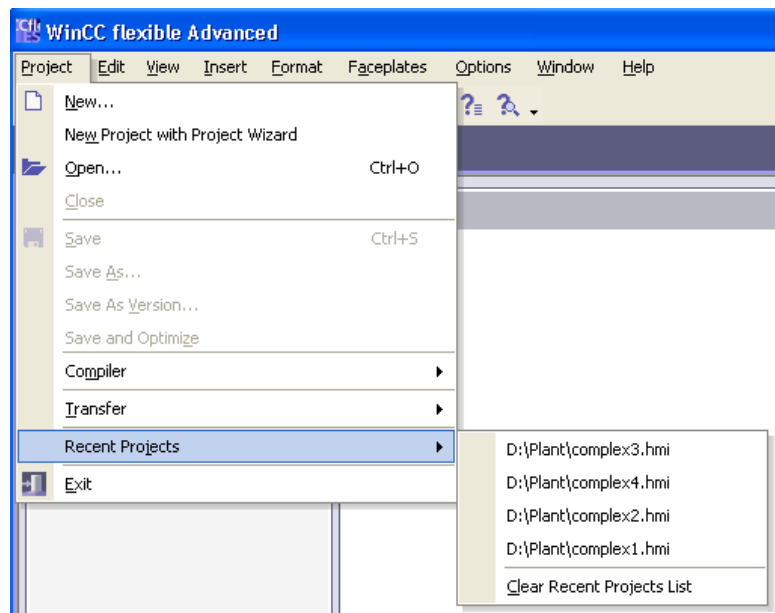 WinCC flexible Advanced
Project Edit View Insert Format Faceplates Options Window Help
New...
New Project with Project Wizard
Open... Ctrl+O
Close
Save Ctrl+S
Save As...
Save As Version...
Save and Optimize
Compiler
Transfer
Recent Projects
Exit
D:\Plant\complex3.hmi
D:\Plant\complex4.hmi
D:\Plant\complex2.hmi
D:\Plant\complex1.hmi
Clear Recent Projects List